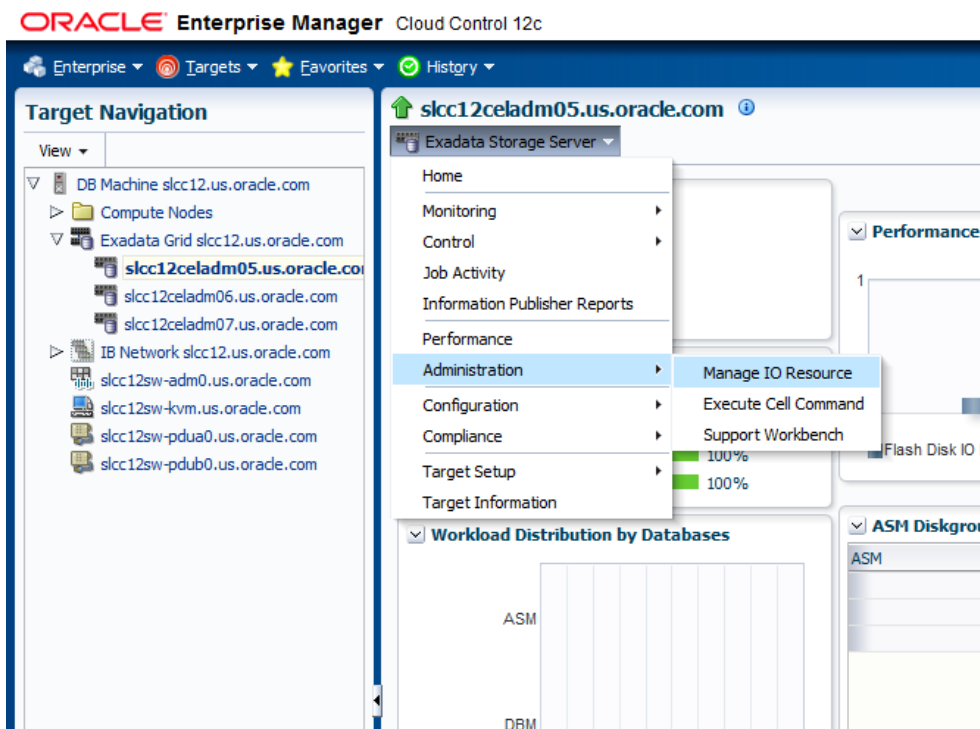 ORACLE Enterprise Manager Cloud Control 12c
Enterprise Targets Favorites History
Target Navigation
View
DB Machine slcc12.us.oracle.com
Compute Nodes
Exadata Grid slcc12.us.oracle.com
slcc12celadm05.us.oracle.co
slcc12celadm06.us.oracle.com
slcc12celadm07.us.oracle.com
IB Network slcc12.us.oracle.com
slcc12sw-adm0.us.oracle.com
slcc12sw-kvm.us.oracle.com
slcc12sw-pdua0.us.oracle.com
slcc12sw-pdub0.us.oracle.com
slcc12celadm05.us.oracle.com
Exadata Storage Server
Home
Monitoring
Control
Job Activity
Information Publisher Reports
Performance
Administration
Configuration
Compliance
Target Setup
Target Information
Manage IO Resource
Execute Cell Command
Support Workbench
100%
100%
Workload Distribution by Databases
ASM
DBM
Performance
1
Flash Disk IO
ASM Diskgro
ASM